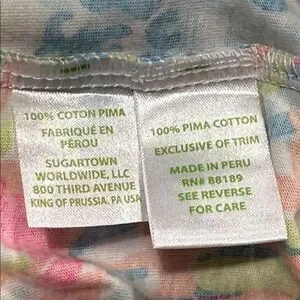 100% COTON PIMA
FABRIQUÉ EN
PÉROU
SUGARTOWN
WORLDWIDE, LLC
800 THIRD AVENUE
KING OF PRUSSIA, PA USA
100% PIMA COTTON
EXCLUSIVE OF TRIM
MADE IN PERU
RN# 88189
SEE REVERSE
FOR CARE